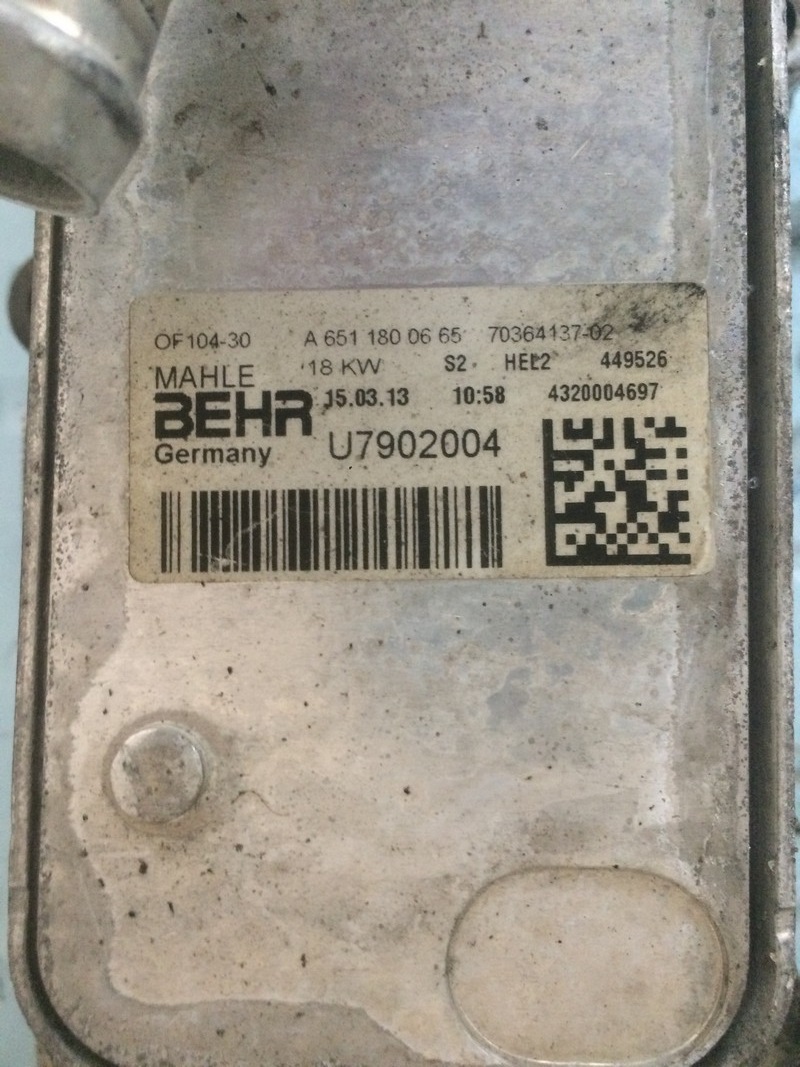 OF104-30 A 651 180 06 65 70364137-02
18 KW S2 HEL2 449526
MAHLE
BEHR 15.03.13 10:58 4320004697
Germany U7902004